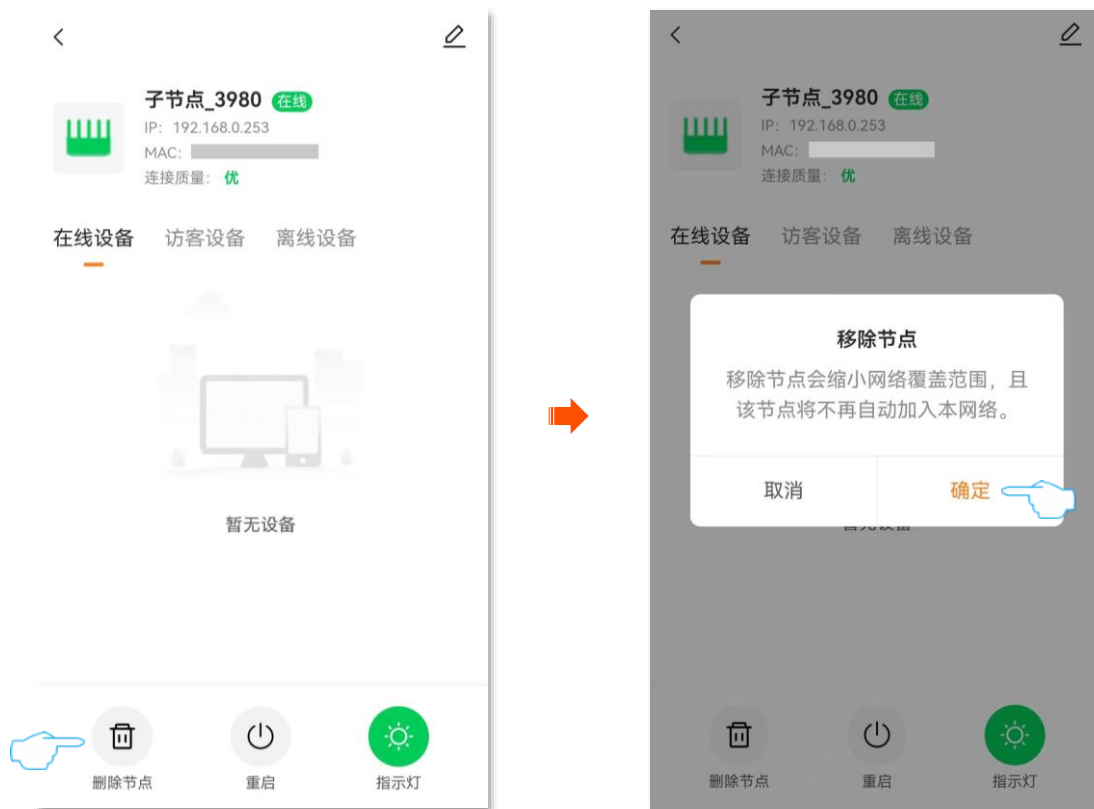 子节点_3980 在线
IP: 192.168.0.253
MAC:
连接质量: 优
在线设备 访客设备 离线设备
暂无设备
删除节点 重启 指示灯
子节点_3980 在线
IP: 192.168.0.253
MAC:
连接质量: 优
在线设备 访客设备 离线设备
移除节点
移除节点会缩小网络覆盖范围，且
该节点将不再自动加入本网络。
取消 确定
暂无设备
删除节点 重启 指示灯